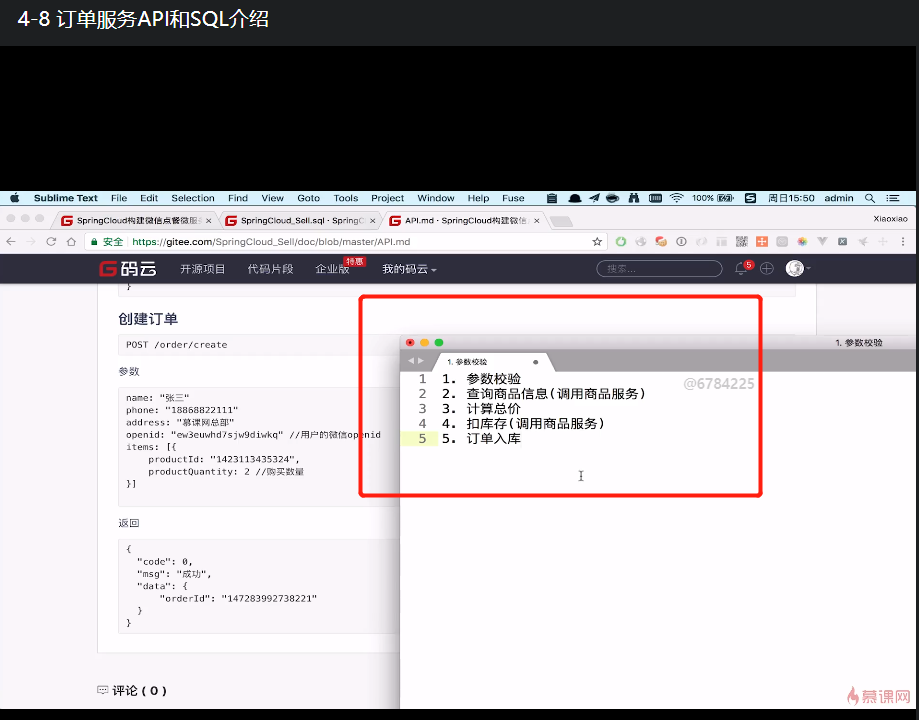 4-8 订单服务API和SQL介绍
Sublime Text File Edit Selection Find View Goto Tools Project Window Help Fuse 100% 周日15:50 admin
SpringCloud构建微信点餐微服 SpringCloud_Sell.sql · SpringC API.md · SpringCloud构建微信 Xiaoxiao
安全 https://gitee.com/SpringCloud_Sell/doc/blob/master/API.md
码云 开源项目 代码片段 企业版 特惠 我的码云 搜索... 5
}
创建订单
POST /order/create
参数
name: "张三"
phone: "18868822111"
address: "慕课网总部"
openid: "ew3euwhd7sjw9diwkq" //用户的微信openid
items: [{
productId: "1423113435324",
productQuantity: 2 //购买数量
}]
返回
{
"code": 0,
"msg": "成功",
"data": {
"orderId": "147283992738221"
}
}
评论 ( 0 )
1. 参数校验
1. 参数校验
1 1. 参数校验
2 2. 查询商品信息(调用商品服务)
3 3. 计算总价
4 4. 扣库存(调用商品服务)
5 5. 订单入库
@6784225
慕课网